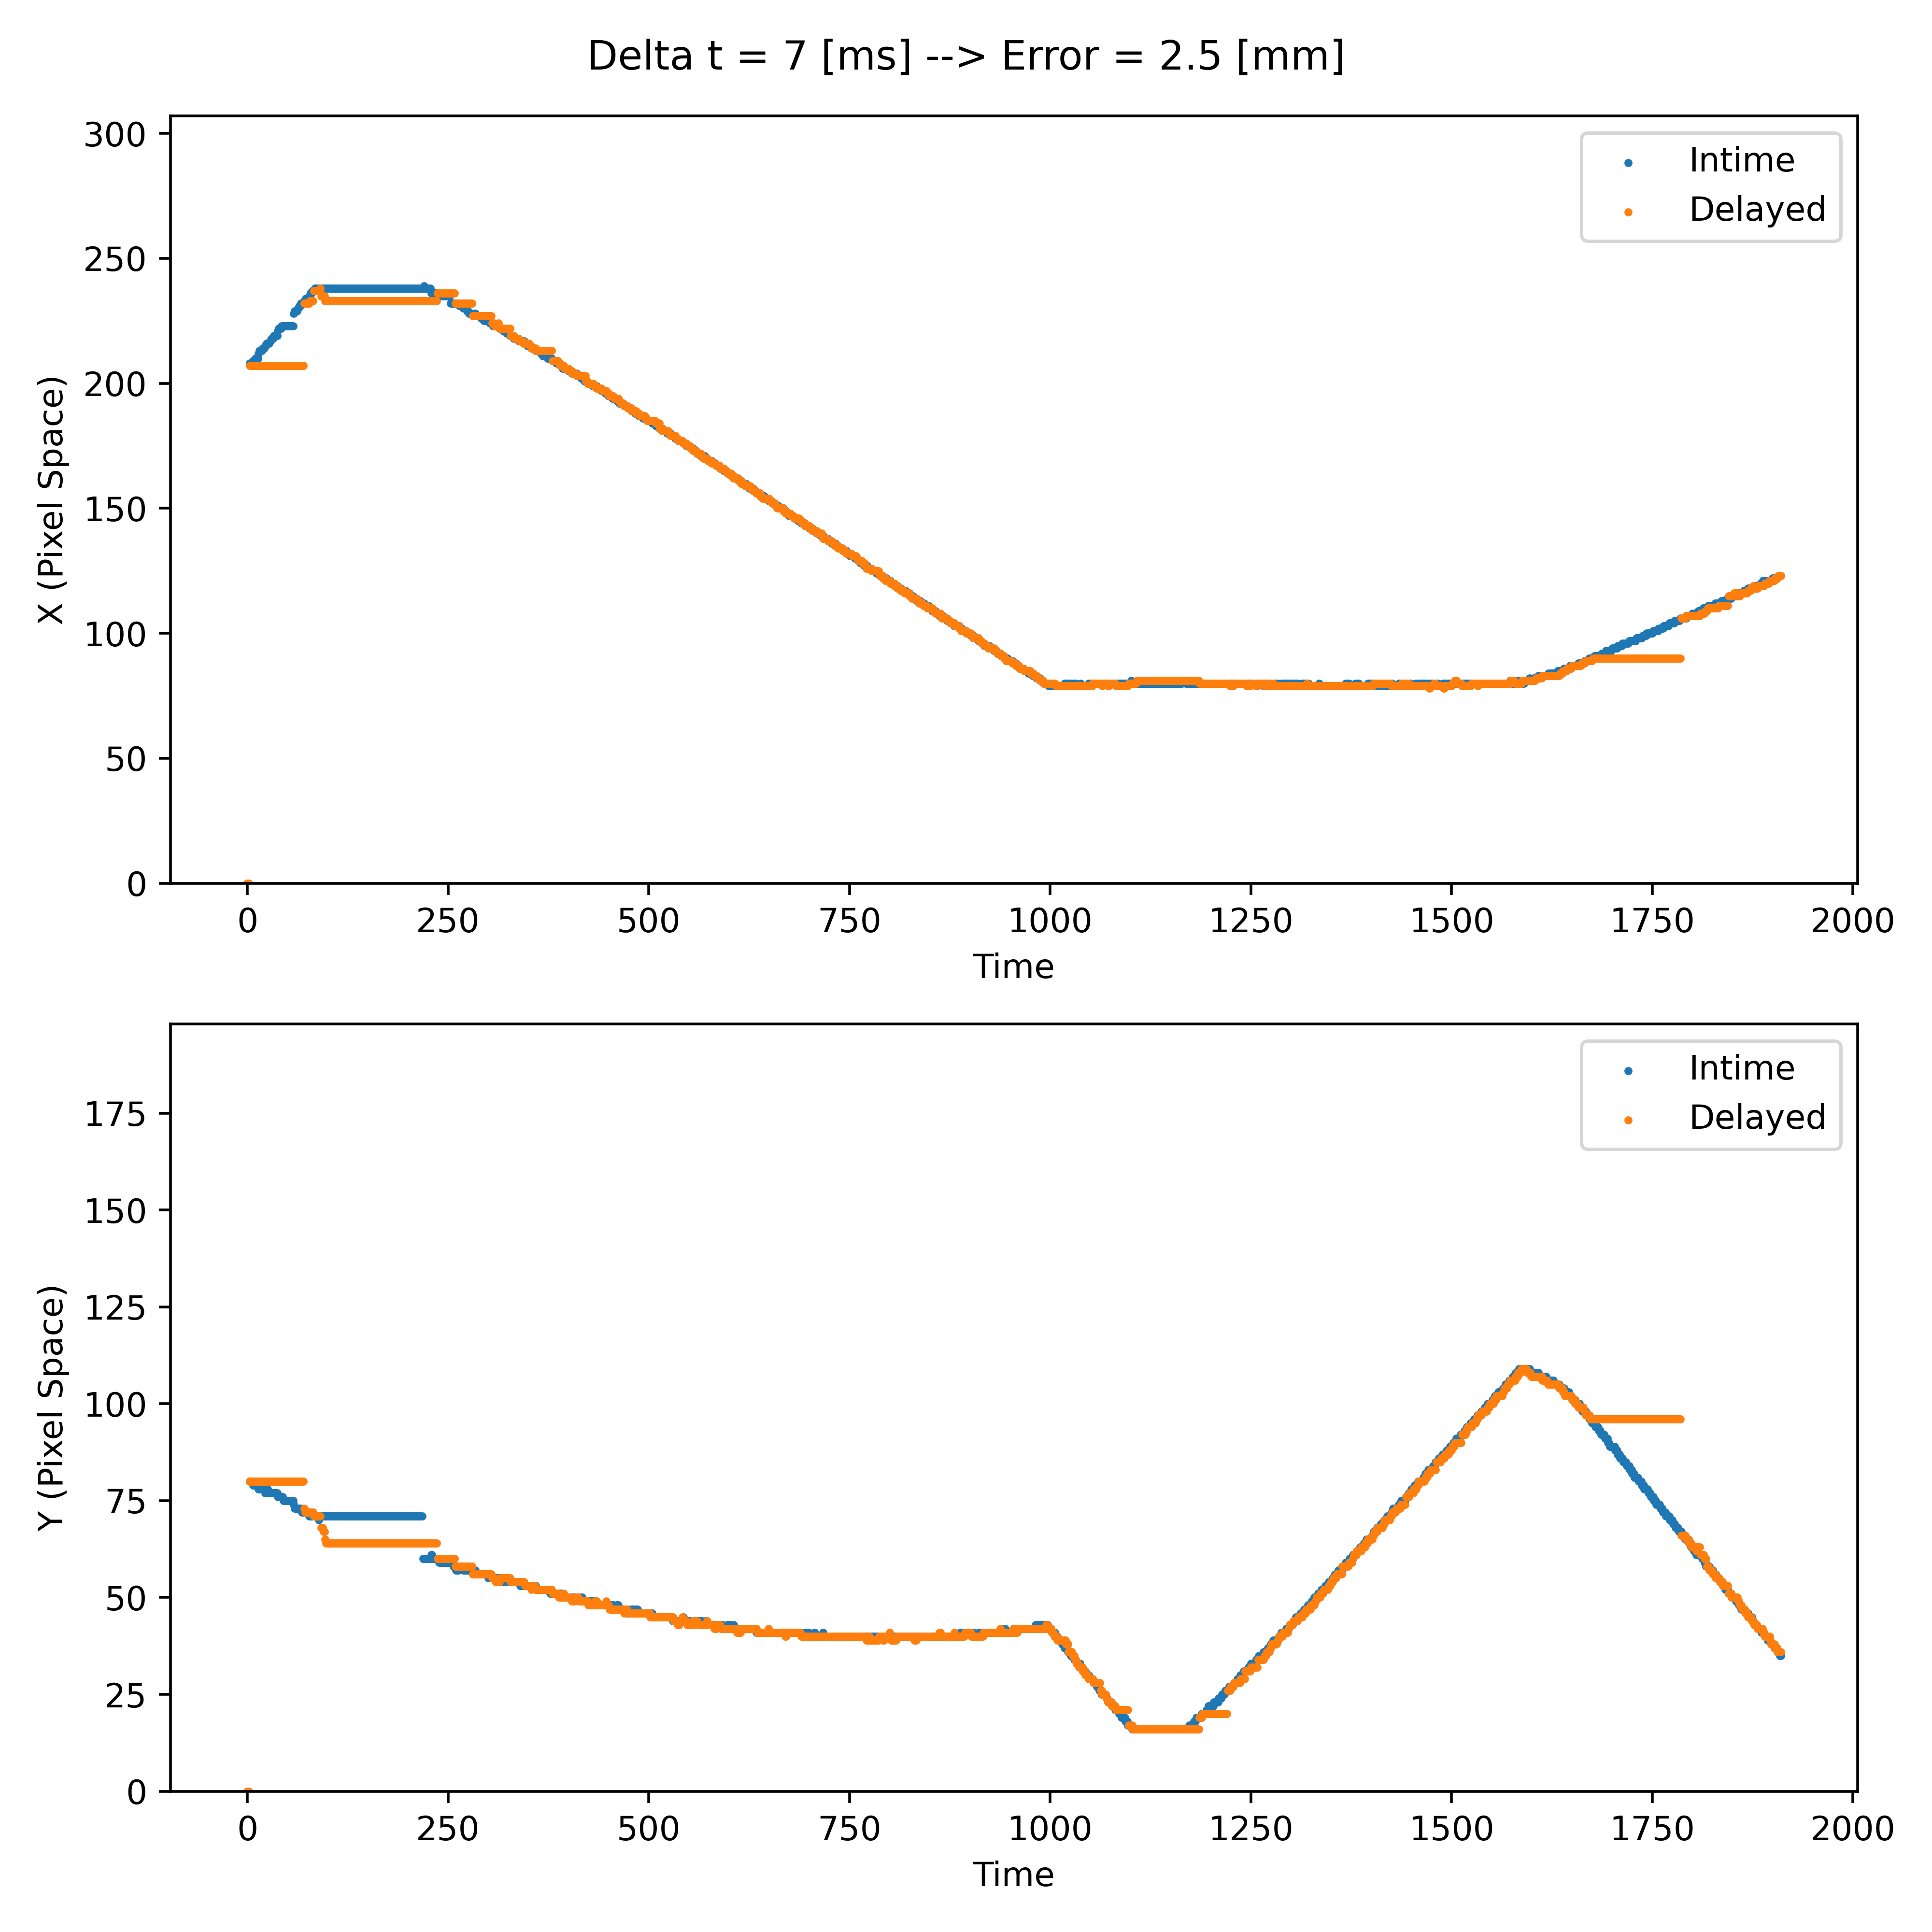 Delta t = 7 [ms] --> Error = 2.5 [mm]
300
250
200
150
100
50
0
X (Pixel Space)
Intime
Delayed
0 250 500 750 1000 1250 1500 1750 2000
Time
175
150
125
100
75
50
25
0
Y (Pixel Space)
Intime
Delayed
0 250 500 750 1000 1250 1500 1750 2000
Time